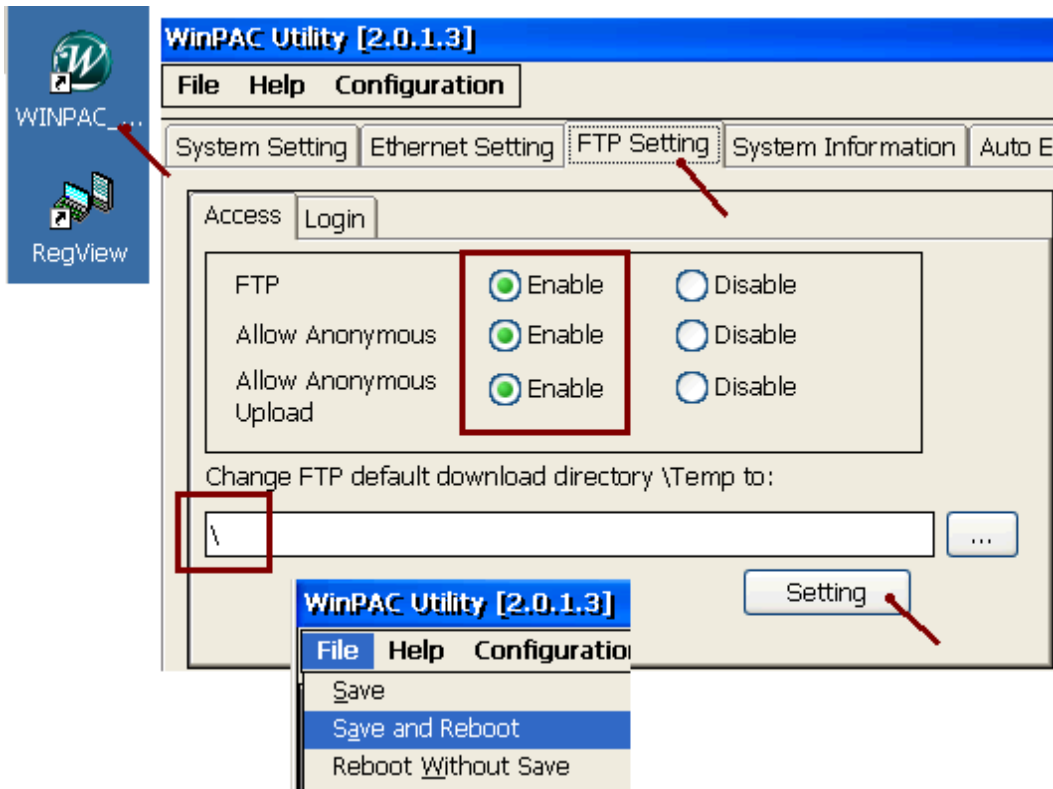 WINPAC_...
RegView
WinPAC Utility [2.0.1.3]
File Help Configuration
System Setting Ethernet Setting FTP Setting System Information Auto E
Access Login
FTP Enable Disable
Allow Anonymous Enable Disable
Allow Anonymous
Upload Enable Disable
Change FTP default download directory \Temp to:
\ ...
Setting
WinPAC Utility [2.0.1.3]
File Help Configuratio
Save
Save and Reboot
Reboot Without Save